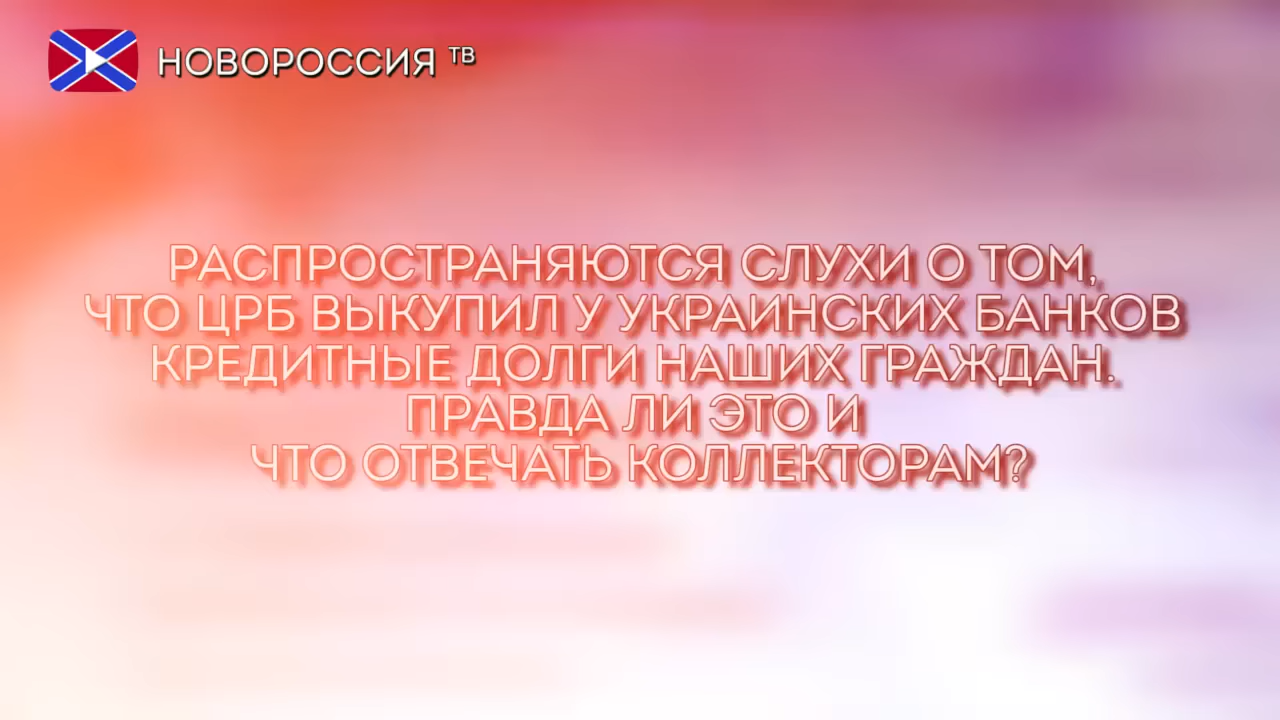 НОВОРОССИЯ ТВ
РАСПРОСТРАНЯЮТСЯ СЛУХИ О ТОМ,
ЧТО ЦРБ ВЫКУПИЛ У УКРАИНСКИХ БАНКОВ
КРЕДИТНЫЕ ДОЛГИ НАШИХ ГРАЖДАН.
ПРАВДА ЛИ ЭТО И
ЧТО ОТВЕЧАТЬ КОЛЛЕКТОРАМ?